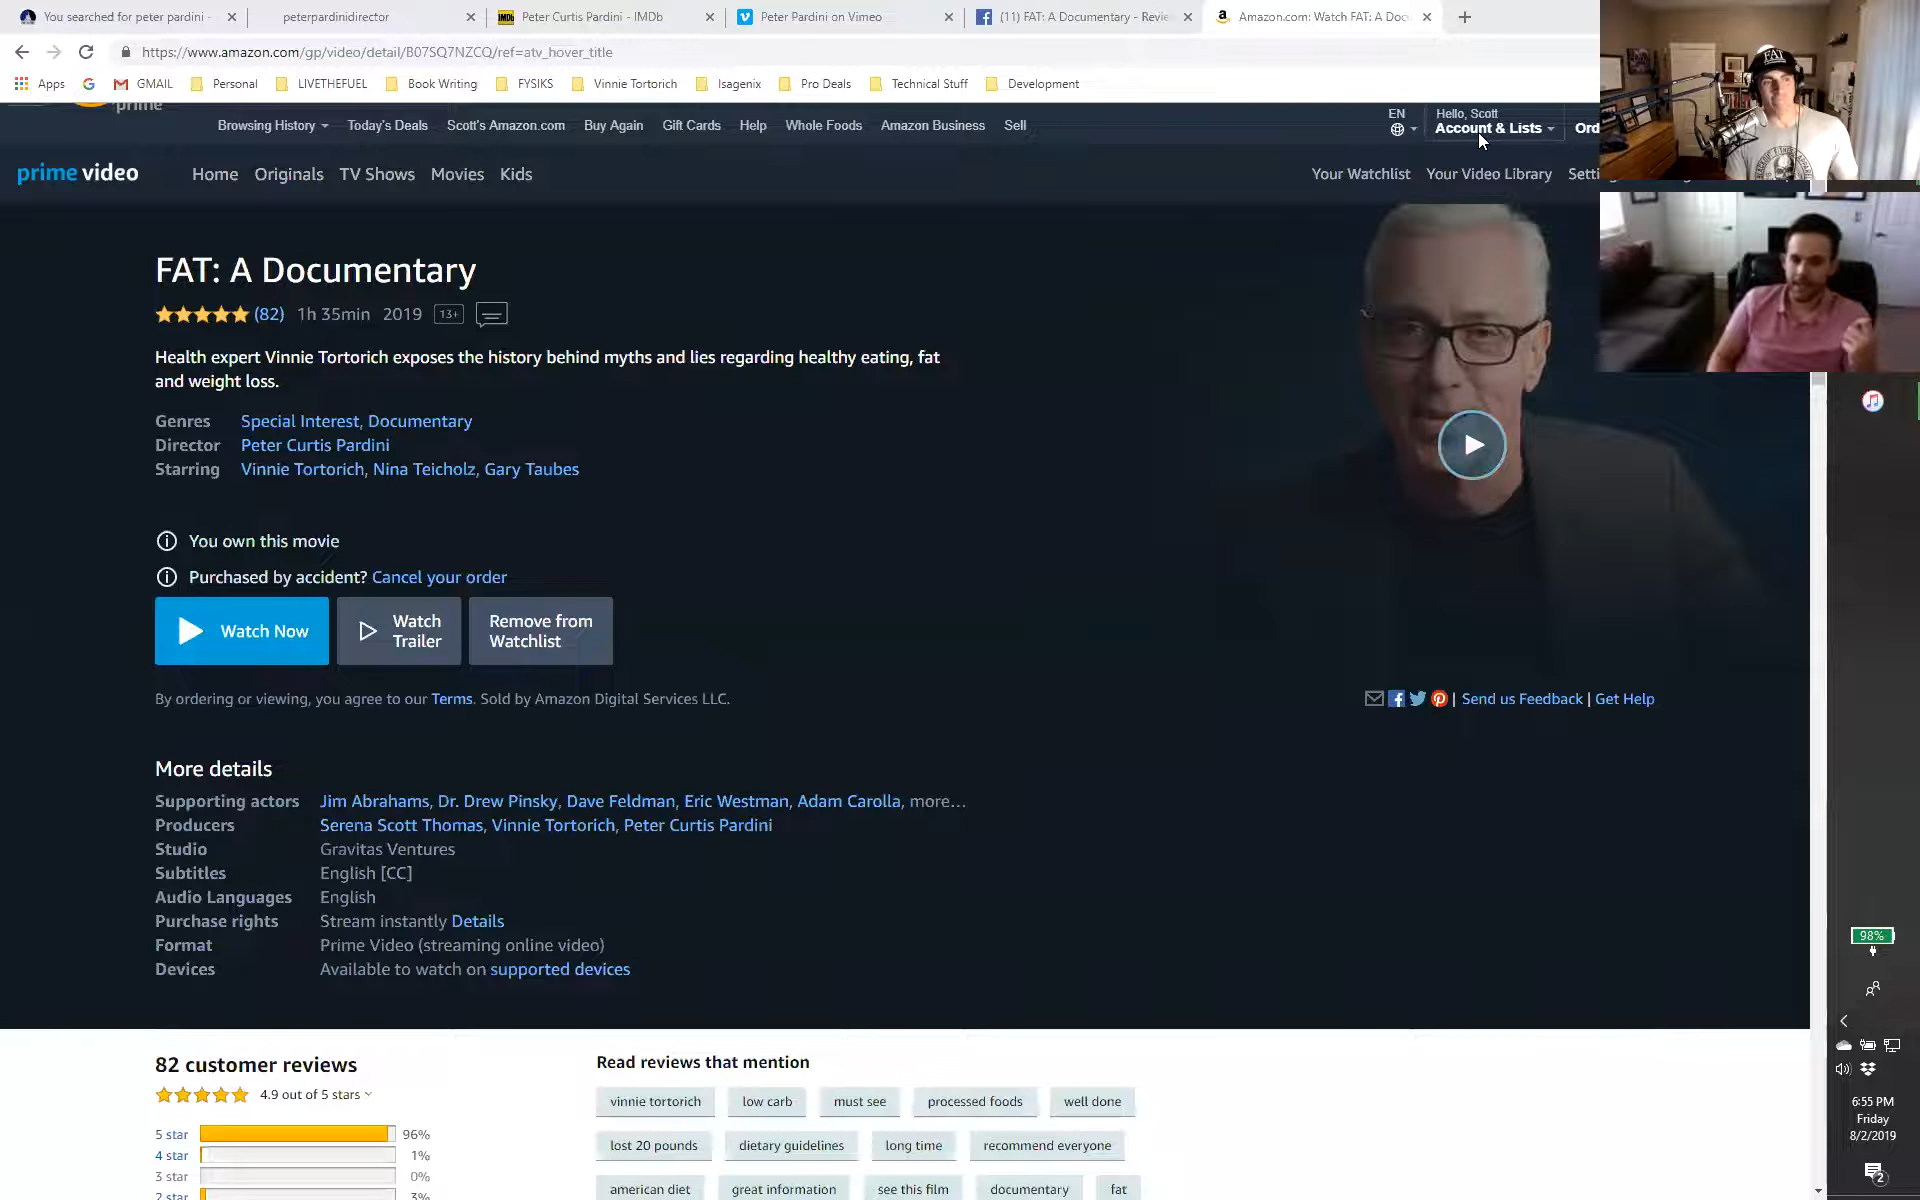 You searched for peter pardini -
peterpardinidirector
Peter Curtis Pardini - IMDb
Peter Pardini on Vimeo
(11) FAT: A Documentary - Revie
Amazon.com: Watch FAT: A Doc
https://www.amazon.com/gp/video/detail/B07SQ7NZCQ/ref=atv_hover_title
Apps GMAIL Personal LIVETHEFUEL Book Writing FYSIKS Vinnie Tortorich Isagenix Pro Deals Technical Stuff Development
prime
Browsing History Today's Deals Scott's Amazon.com Buy Again Gift Cards Help Whole Foods Amazon Business Sell
EN
Hello, Scott
Account & Lists
Ord
prime video Home Originals TV Shows Movies Kids Your Watchlist Your Video Library Setti
FAT
FAT: A Documentary
(82) 1h 35min 2019 13+
Health expert Vinnie Tortorich exposes the history behind myths and lies regarding healthy eating, fat
and weight loss.
Genres Special Interest, Documentary
Director Peter Curtis Pardini
Starring Vinnie Tortorich, Nina Teicholz, Gary Taubes
You own this movie
Purchased by accident? Cancel your order
Watch Now
Watch
Trailer
Remove from
Watchlist
By ordering or viewing, you agree to our Terms. Sold by Amazon Digital Services LLC.
| Send us Feedback | Get Help
More details
Supporting actors Jim Abrahams, Dr. Drew Pinsky, Dave Feldman, Eric Westman, Adam Carolla, more...
Producers Serena Scott Thomas, Vinnie Tortorich, Peter Curtis Pardini
Studio Gravitas Ventures
Subtitles English [CC]
Audio Languages English
Purchase rights Stream instantly Details
Format Prime Video (streaming online video)
Devices Available to watch on supported devices
82 customer reviews
4.9 out of 5 stars
5 star 96%
4 star 1%
3 star 0%
2 star 3%
Read reviews that mention
vinnie tortorich low carb must see processed foods well done
lost 20 pounds dietary guidelines long time recommend everyone
american diet great information see this film documentary fat
98%
6:55 PM
Friday
8/2/2019
2